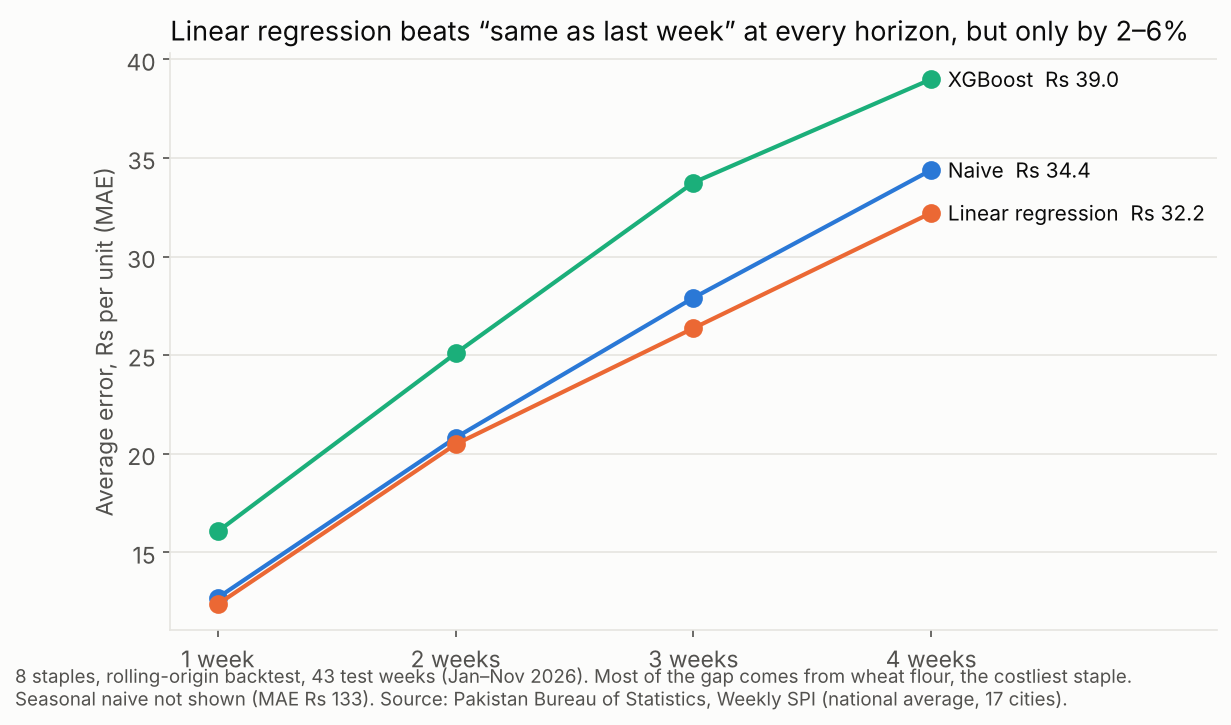 Linear regression beats “same as last week” at every horizon, but only by 2–6%
40
35
30
25
20
15
Average error, Rs per unit (MAE)
XGBoost Rs 39.0
Naive Rs 34.4
Linear regression Rs 32.2
1 week
2 weeks
3 weeks
4 weeks
8 staples, rolling-origin backtest, 43 test weeks (Jan–Nov 2026). Most of the gap comes from wheat flour, the costliest staple.
Seasonal naive not shown (MAE Rs 133). Source: Pakistan Bureau of Statistics, Weekly SPI (national average, 17 cities).